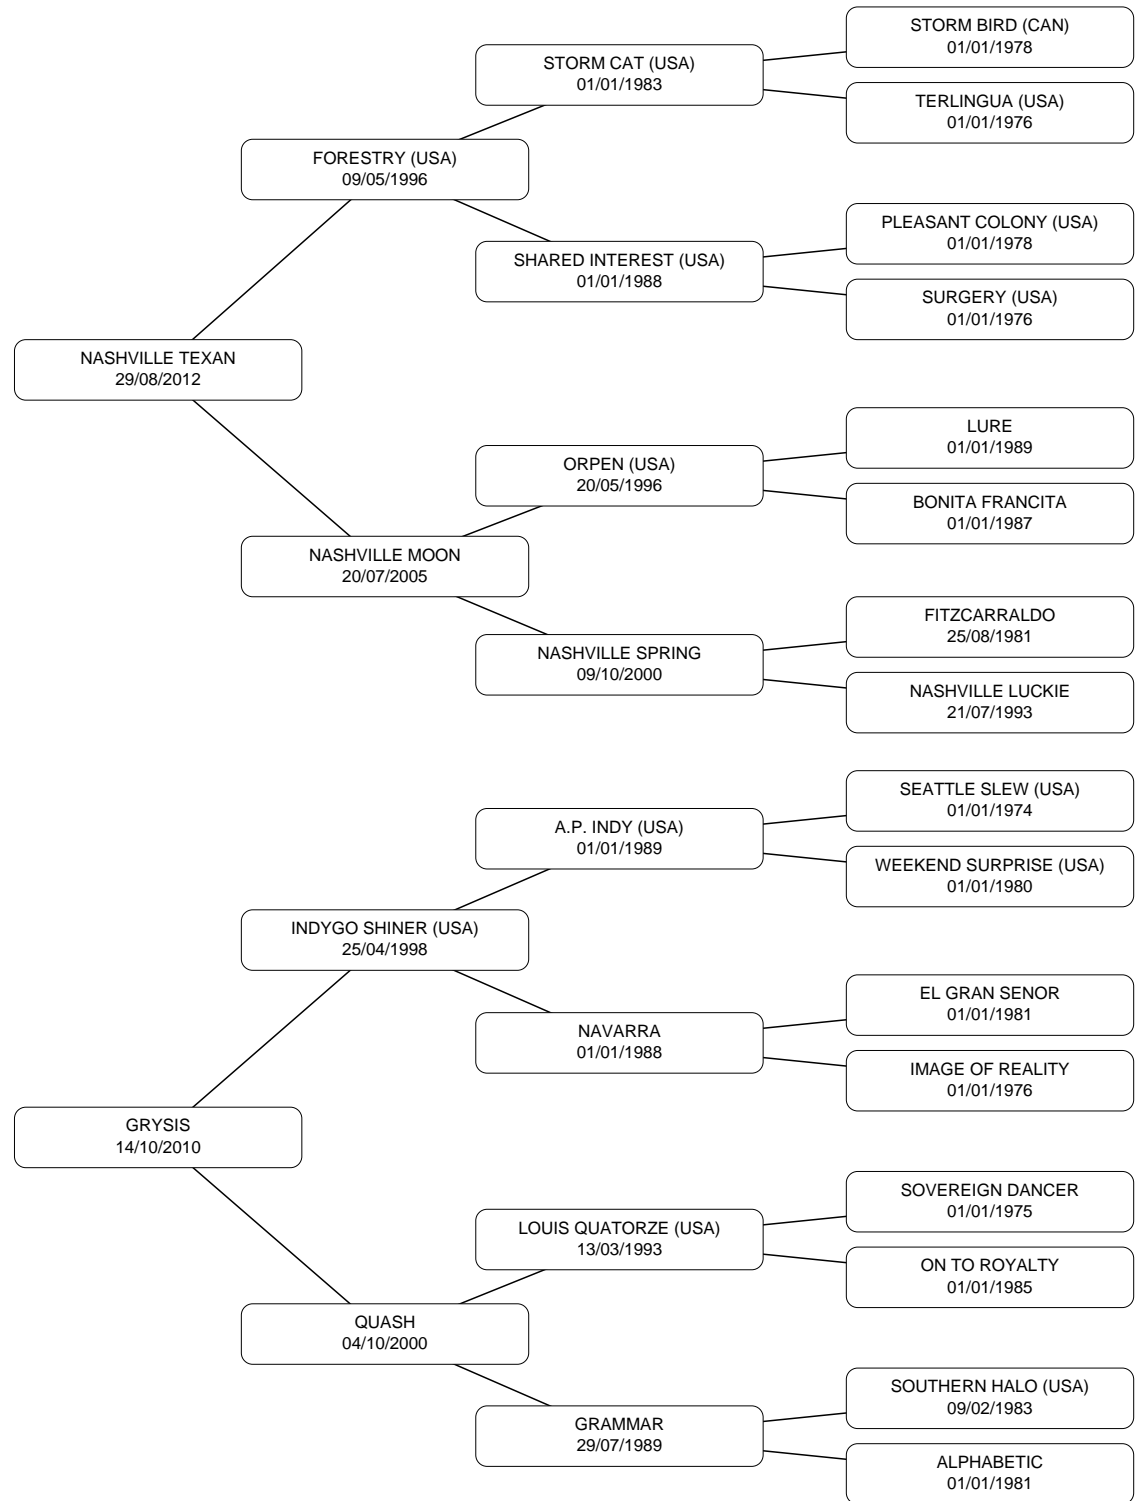 STORM BIRD (CAN)
01/01/1978
STORM CAT (USA)
01/01/1983
TERLINGUA (USA)
01/01/1976
FORESTRY (USA)
09/05/1996
PLEASANT COLONY (USA)
01/01/1978
SHARED INTEREST (USA)
01/01/1988
SURGERY (USA)
01/01/1976
NASHVILLE TEXAN
29/08/2012
LURE
01/01/1989
ORPEN (USA)
20/05/1996
BONITA FRANCITA
01/01/1987
NASHVILLE MOON
20/07/2005
FITZCARRALDO
25/08/1981
NASHVILLE SPRING
09/10/2000
NASHVILLE LUCKIE
21/07/1993
SEATTLE SLEW (USA)
01/01/1974
A.P. INDY (USA)
01/01/1989
WEEKEND SURPRISE (USA)
01/01/1980
INDYGO SHINER (USA)
25/04/1998
EL GRAN SENOR
01/01/1981
NAVARRA
01/01/1988
IMAGE OF REALITY
01/01/1976
GRYSIS
14/10/2010
SOVEREIGN DANCER
01/01/1975
LOUIS QUATORZE (USA)
13/03/1993
ON TO ROYALTY
01/01/1985
QUASH
04/10/2000
SOUTHERN HALO (USA)
09/02/1983
GRAMMAR
29/07/1989
ALPHABETIC
01/01/1981